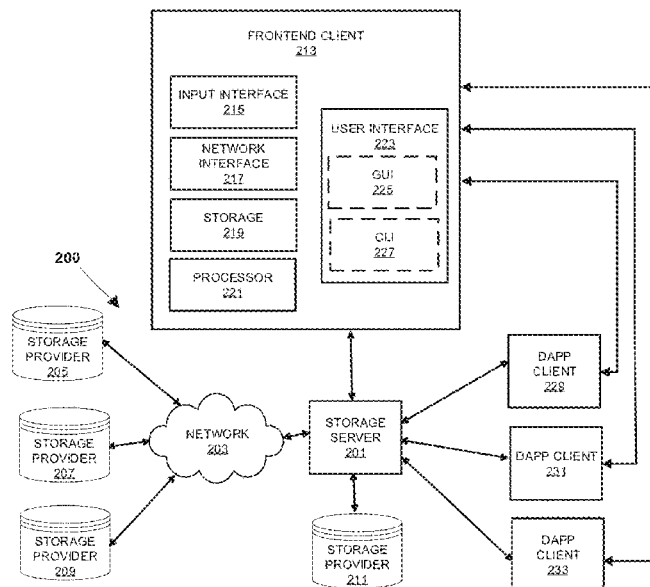 FRONTEND CLIENT
213
INPUT INTERFACE
215
NETWORK INTERFACE
217
STORAGE
219
PROCESSOR
221
USER INTERFACE
223
GUI
225
CLI
227
200
STORAGE PROVIDER
205
STORAGE PROVIDER
207
STORAGE PROVIDER
209
NETWORK
203
STORAGE SERVER
201
STORAGE PROVIDER
211
DAPP CLIENT
229
DAPP CLIENT
231
DAPP CLIENT
233